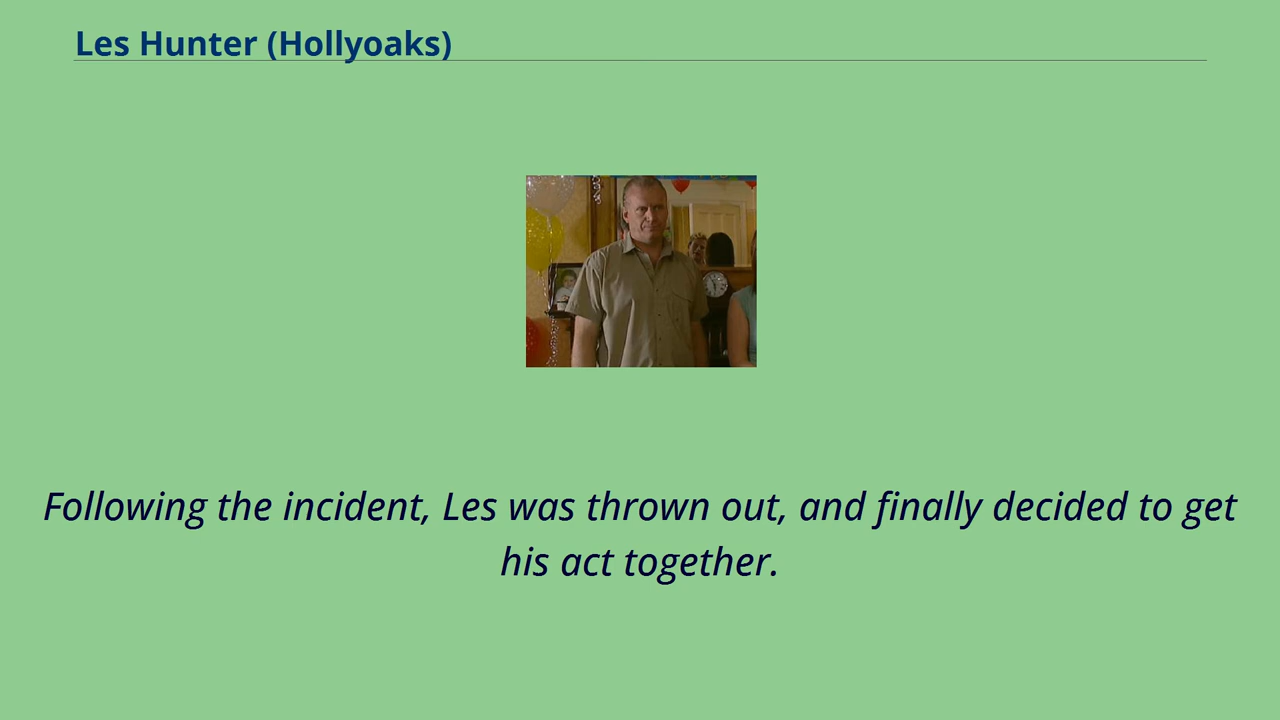 Les Hunter (Hollyoaks)
Following the incident, Les was thrown out, and finally decided to get
his act together.